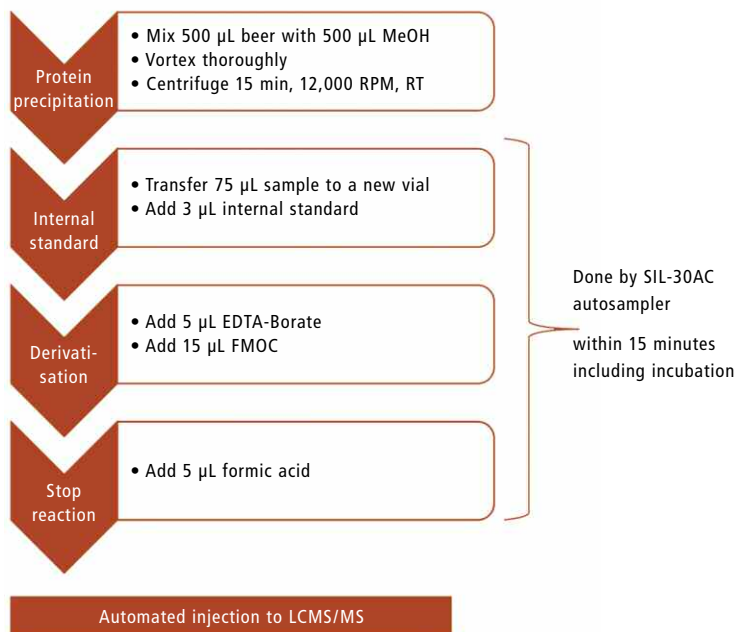 Protein
precipitation
• Mix 500 µL beer with 500 µL MeOH
• Vortex thoroughly
• Centrifuge 15 min, 12,000 RPM, RT
Internal
standard
• Transfer 75 µL sample to a new vial
• Add 3 µL internal standard
Derivati-
sation
• Add 5 µL EDTA-Borate
• Add 15 µL FMOC
Stop
reaction
• Add 5 µL formic acid
Done by SIL-30AC
autosampler
within 15 minutes
including incubation
Automated injection to LCMS/MS